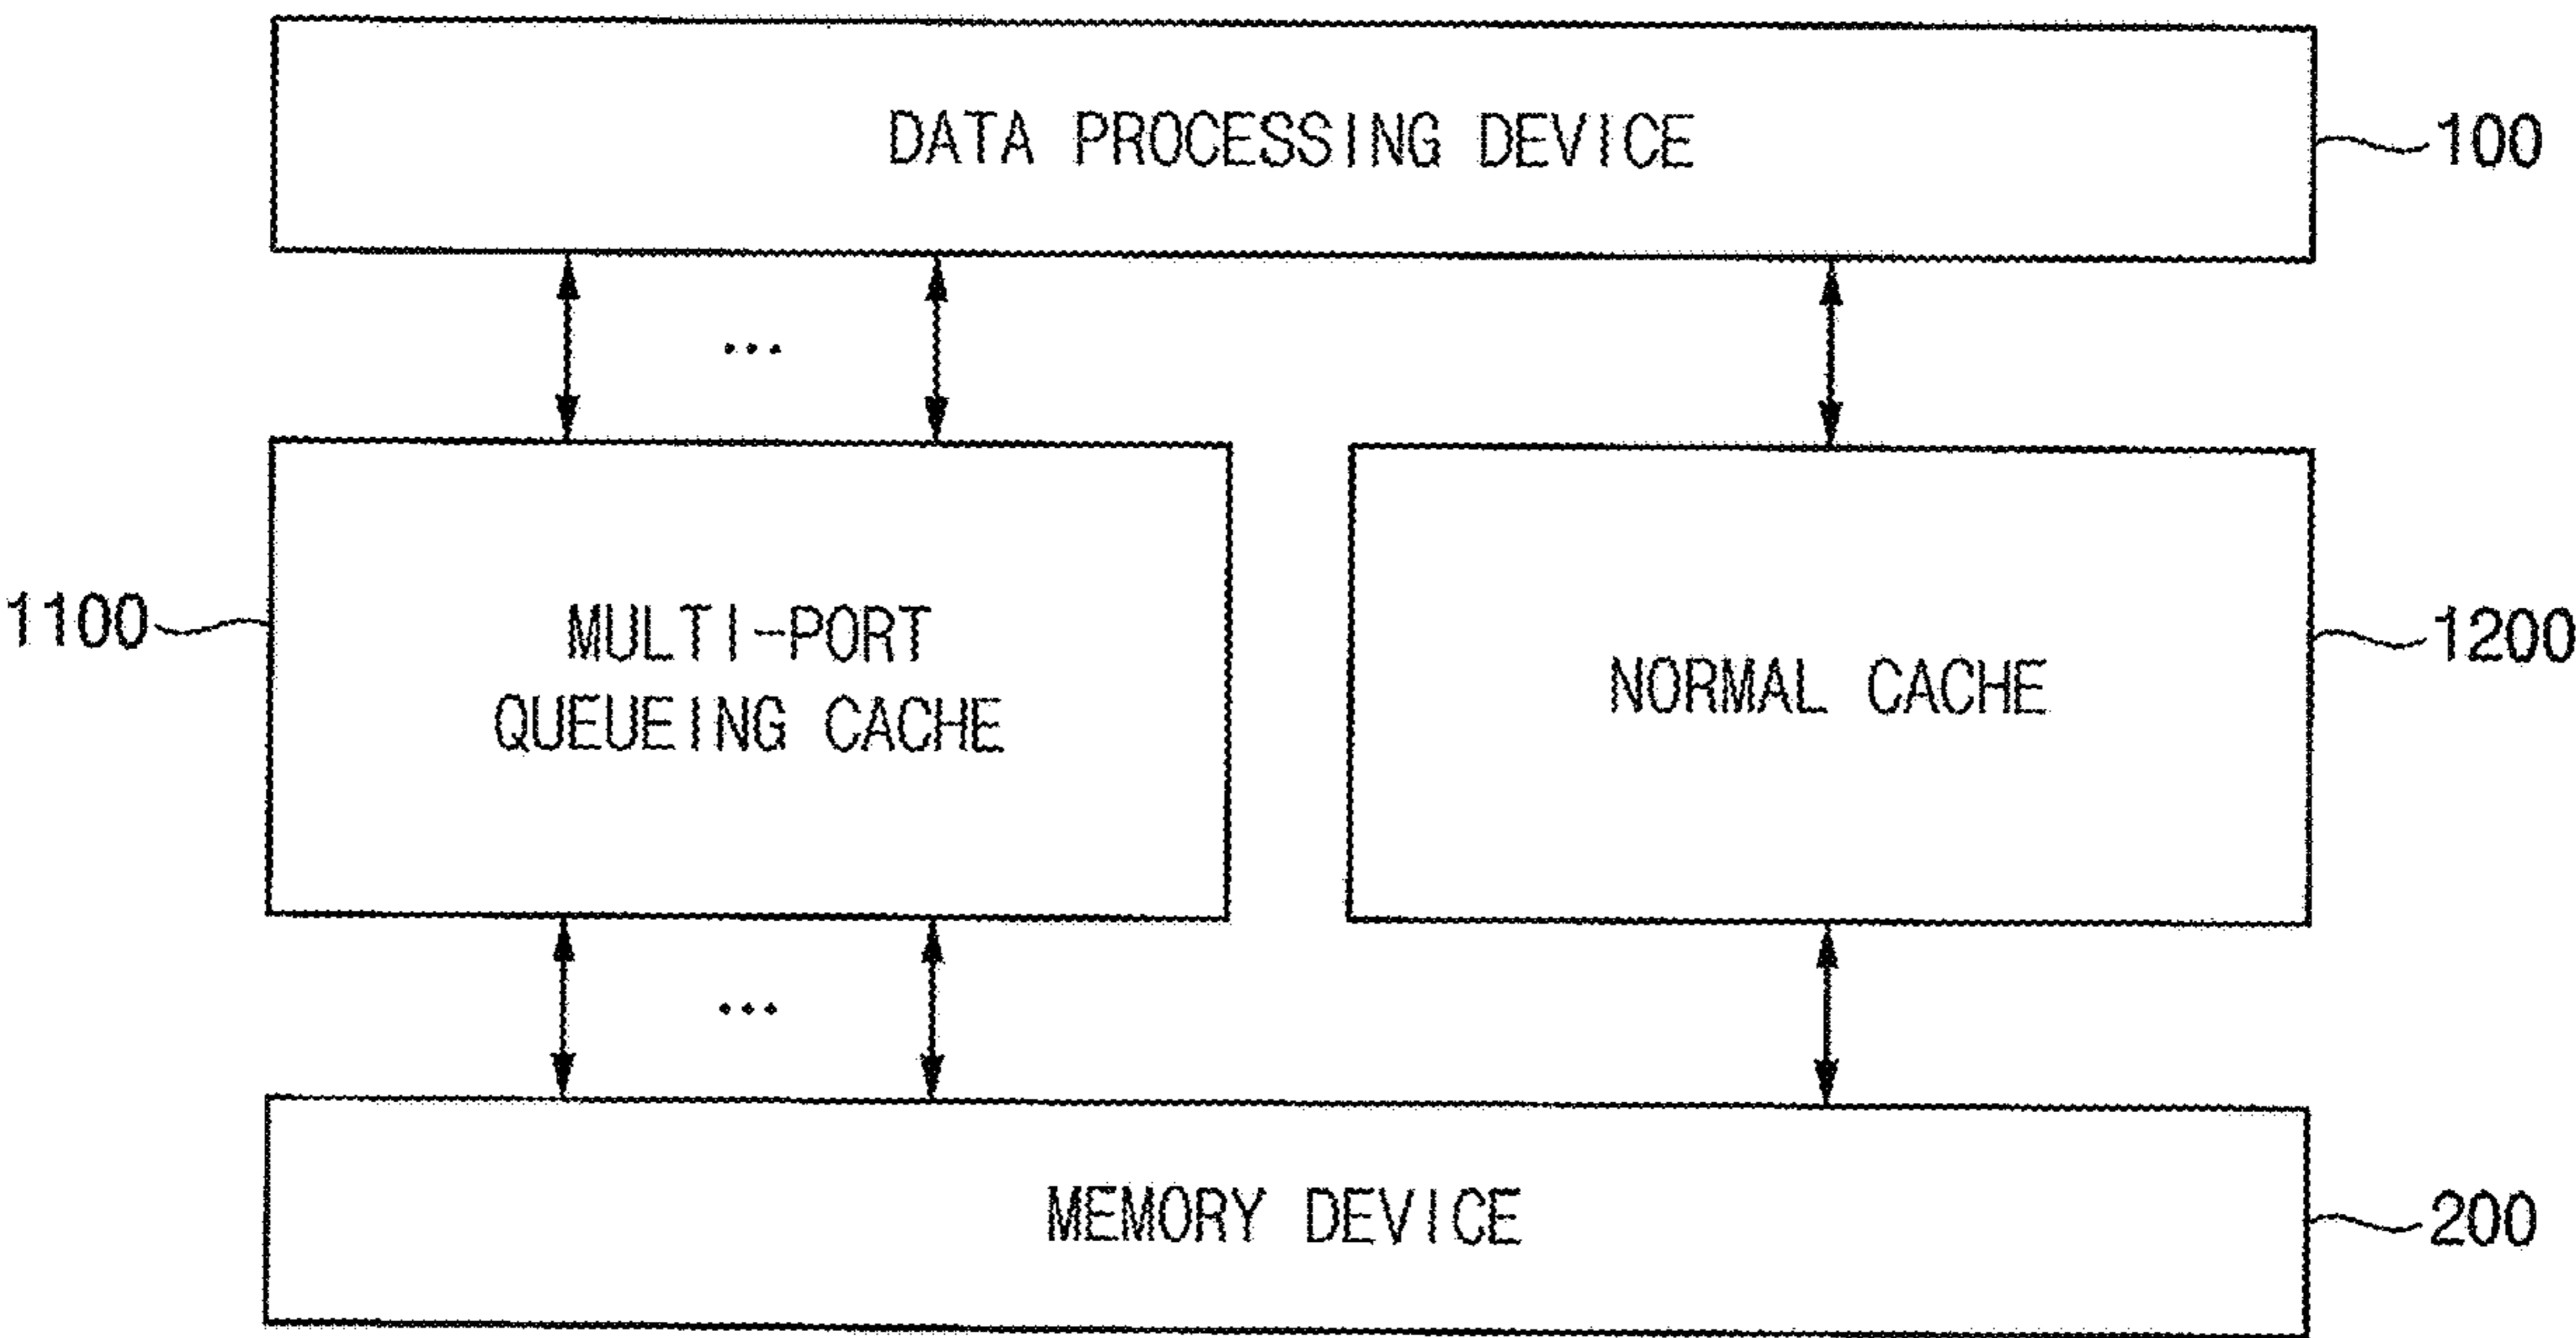 DATA PROCESSING DEVICE
100
...
1100
MULTI-PORT
QUEUEING CACHE
NORMAL CACHE
1200
...
MEMORY DEVICE
200